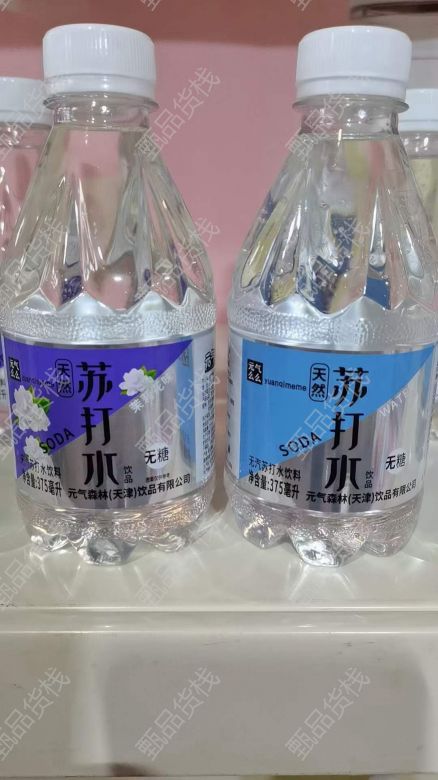 元气
么么
yuanqimeme
天然
苏打水
饮品
SODA
无糖
无汽苏打水饮料
净含量:375毫升
元气森林(天津)饮品有限公司
元气
么么
yuanqimeme
天然
苏打水
饮品
SODA
WATER
无糖
无汽苏打水饮料
净含量:375毫升
元气森林(天津)饮品有限公司
甄品货栈